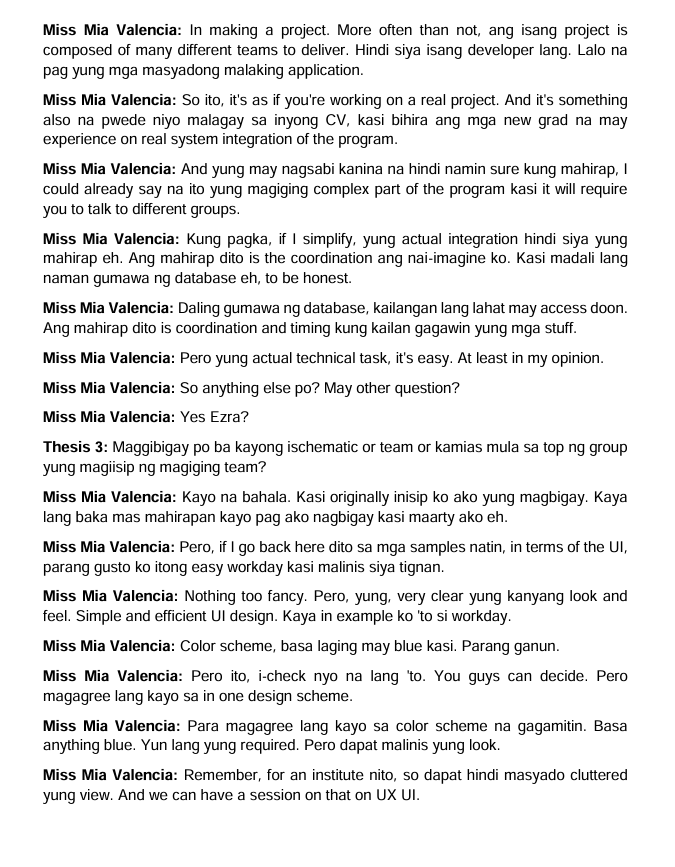 Miss Mia Valencia: In making a project. More often than not, ang isang project is
composed of many different teams to deliver. Hindi siya isang developer lang. Lalo na
pag yung mga masyadong malaking application.
Miss Mia Valencia: So ito, it's as if you're working on a real project. And it's something
also na pwede niyo malagay sa inyong CV, kasi bihira ang mga new grad na may
experience on real system integration of the program.
Miss Mia Valencia: And yung may nagsabi kanina na hindi namin sure kung mahirap, I
could already say na ito yung magiging complex part of the program kasi it will require
you to talk to different groups.
Miss Mia Valencia: Kung pagka, if I simplify, yung actual integration hindi siya yung
mahirap eh. Ang mahirap dito is the coordination ang nai-imagine ko. Kasi madali lang
naman gumawa ng database eh, to be honest.
Miss Mia Valencia: Daling gumawa ng database, kailangan lang lahat may access doon.
Ang mahirap dito is coordination and timing kung kailan gagawin yung mga stuff.
Miss Mia Valencia: Pero yung actual technical task, it's easy. At least in my opinion.
Miss Mia Valencia: So anything else po? May other question?
Miss Mia Valencia: Yes Ezra?
Thesis 3: Maggibigay po ba kayong ischematic or team or kamias mula sa top ng group
yung magiisip ng magiging team?
Miss Mia Valencia: Kayo na bahala. Kasi originally inisip ko ako yung magbigay. Kaya
lang baka mas mahirapan kayo pag ako nagbigay kasi maarty ako eh.
Miss Mia Valencia: Pero, if I go back here dito sa mga samples natin, in terms of the UI,
parang gusto ko itong easy workday kasi malinis siya tignan.
Miss Mia Valencia: Nothing too fancy. Pero, yung, very clear yung kanyang look and
feel. Simple and efficient UI design. Kaya in example ko 'to si workday.
Miss Mia Valencia: Color scheme, basa laging may blue kasi. Parang ganun.
Miss Mia Valencia: Pero ito, i-check nyo na lang 'to. You guys can decide. Pero
magagree lang kayo sa in one design scheme.
Miss Mia Valencia: Para magagree lang kayo sa color scheme na gagamitin. Basa
anything blue. Yun lang yung required. Pero dapat malinis yung look.
Miss Mia Valencia: Remember, for an institute nito, so dapat hindi masyado cluttered
yung view. And we can have a session on that on UX UI.